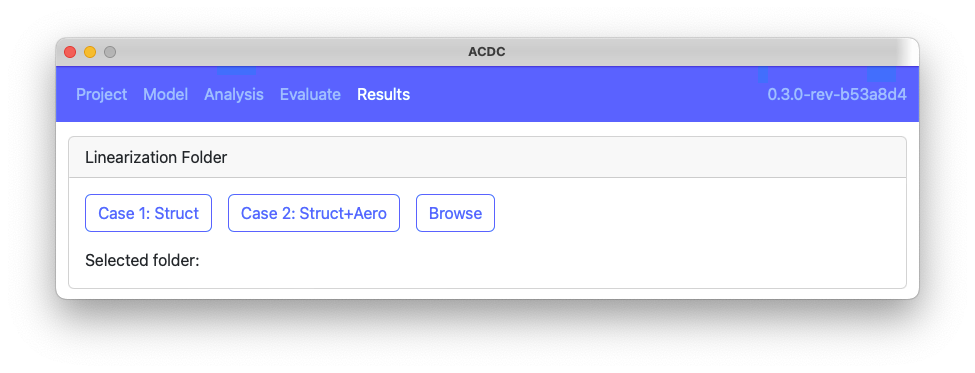 ACDC
Project Model Analysis Evaluate Results 0.3.0-rev-b53a8d4
Linearization Folder
Case 1: Struct Case 2: Struct+Aero Browse
Selected folder: